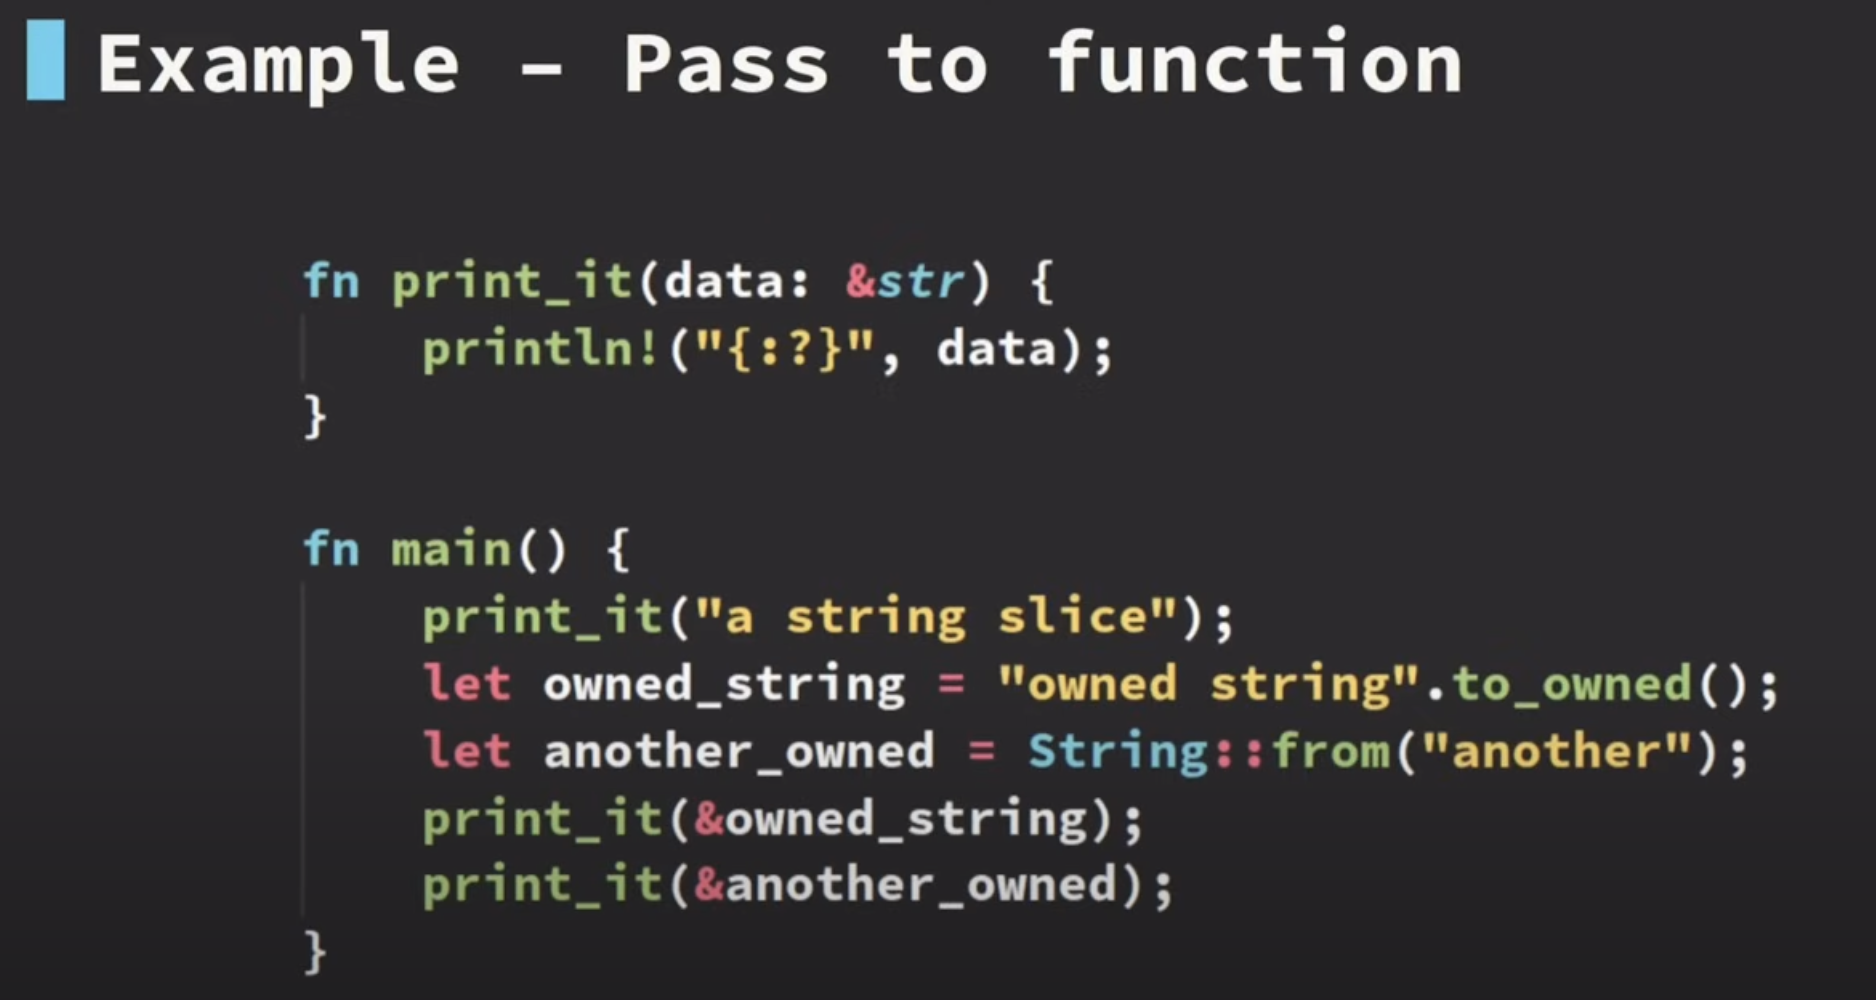 Example – Pass to function
fn print_it(data: &str) {
    println!("{:?}", data);
}
fn main() {
    print_it("a string slice");
    let owned_string = "owned string".to_owned();
    let another_owned = String::from("another");
    print_it(&owned_string);
    print_it(&another_owned);
}